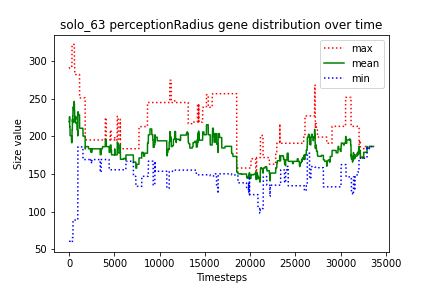 solo_63 perceptionRadius gene distribution over time
max
mean
min
Size value
300
250
200
150
100
50
0
5000
10000
15000
20000
25000
30000
35000
Timesteps